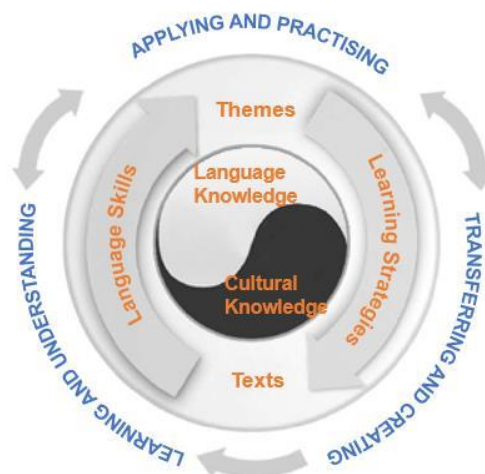 APPLYING AND PRACTISING
Themes
Language Skills
Language
Knowledge
Learning Strategies
Cultural
Knowledge
Texts
LEARNING AND UNDERSTANDING
TRANSFERRING AND CREATING